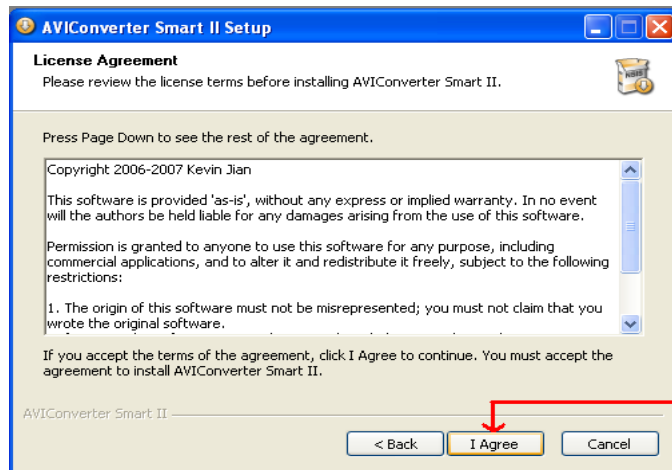 AVIConverter Smart II Setup
License Agreement
Please review the license terms before installing AVIConverter Smart II.
Press Page Down to see the rest of the agreement.
Copyright 2006-2007 Kevin Jian
This software is provided 'as-is', without any express or implied warranty. In no event
will the authors be held liable for any damages arising from the use of this software.
Permission is granted to anyone to use this software for any purpose, including
commercial applications, and to alter it and redistribute it freely, subject to the following
restrictions:
1. The origin of this software must not be misrepresented; you must not claim that you
wrote the original software.
If you accept the terms of the agreement, click I Agree to continue. You must accept the
agreement to install AVIConverter Smart II.
AVIConverter Smart II
< Back I Agree Cancel